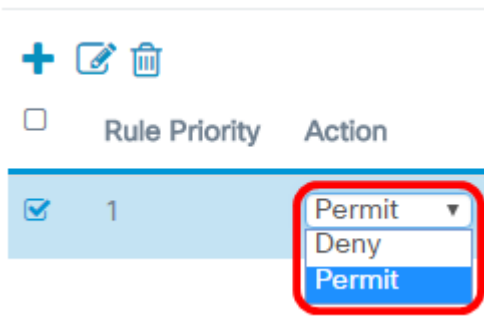 Rule Priority Action
1 Permit
Deny
Permit